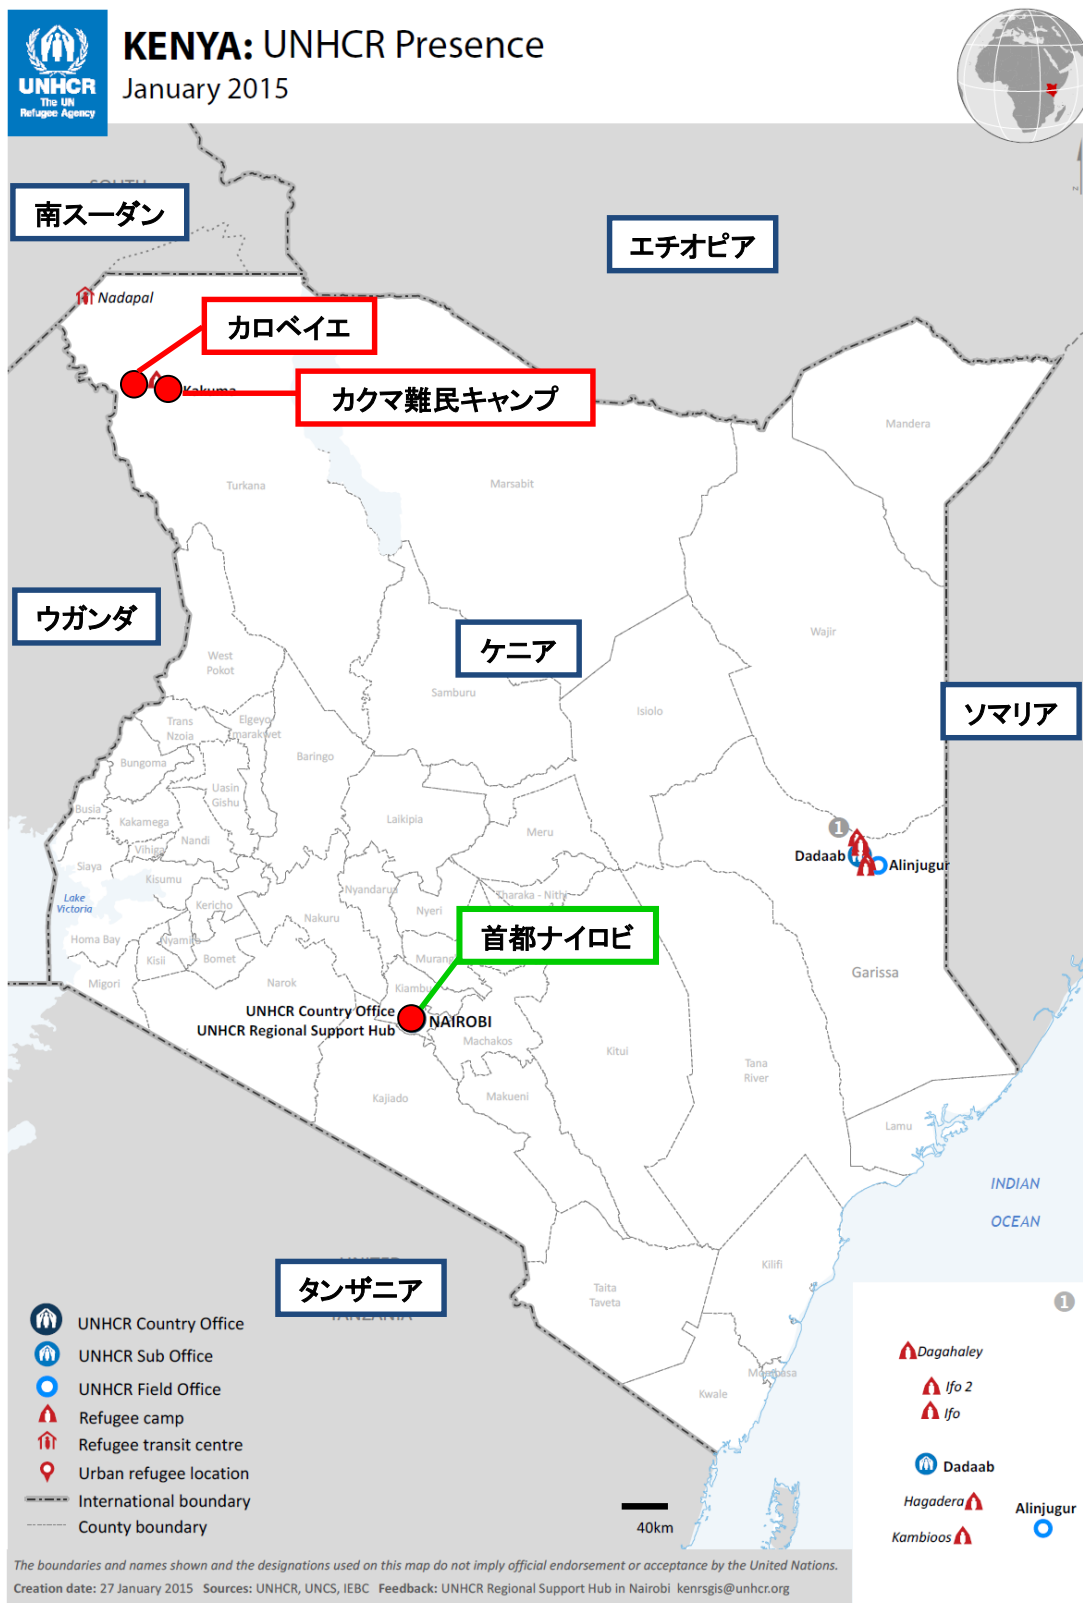 UNHCR
The UN
Refugee Agency
KENYA: UNHCR Presence
January 2015
南スーダン
エチオピア
Nadapal
カロベイエ
カクマ難民キャンプ
Kakuma
Mandera
Turkana
Marsabit
ウガンダ
ケニア
Wajir
West
Pokot
Samburu
Isiolo
ソマリア
Trans
Nzoia
Elgeyo
marakwet
Baringo
Bungoma
Uasin
Gishu
Busia
Kakamega
Laikipia
Meru
Nandi
Vihiga
Siaya
Kisumu
1
Dadaab
Alinjugur
Lake
Victoria
Kericho
Nyandarua
Nyeri
Tharaka - Nithi
Nakuru
首都ナイロビ
Homa Bay
Kisii
Bomet
Migori
Narok
Kiambu
Garissa
UNHCR Country Office
UNHCR Regional Support Hub
NAIROBI
Machakos
Kitui
Tana
River
Kajiado
Makueni
Lamu
INDIAN
OCEAN
タンザニア
Kilifi
Taita
Taveta
Kwale
UNHCR Country Office
UNHCR Sub Office
UNHCR Field Office
Refugee camp
Refugee transit centre
Urban refugee location
International boundary
County boundary
40km
1
Dagahaley
Ifo 2
Ifo
Dadaab
Hagadera
Alinjugur
Kambioos
The boundaries and names shown and the designations used on this map do not imply official endorsement or acceptance by the United Nations.
Creation date: 27 January 2015 Sources: UNHCR, UNCS, IEBC Feedback: UNHCR Regional Support Hub in Nairobi kenrsgis@unhcr.org